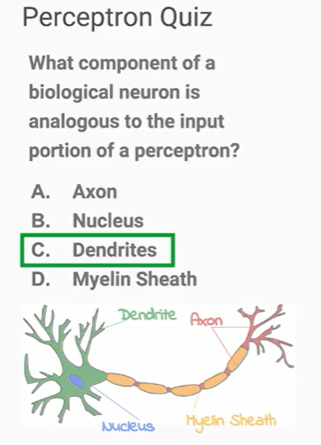 Perceptron Quiz
What component of a
biological neuron is
analogous to the input
portion of a perceptron?
A. Axon
B. Nucleus
C. Dendrites
D. Myelin Sheath
Dendrite Axon
Nucleus Myelin Sheath